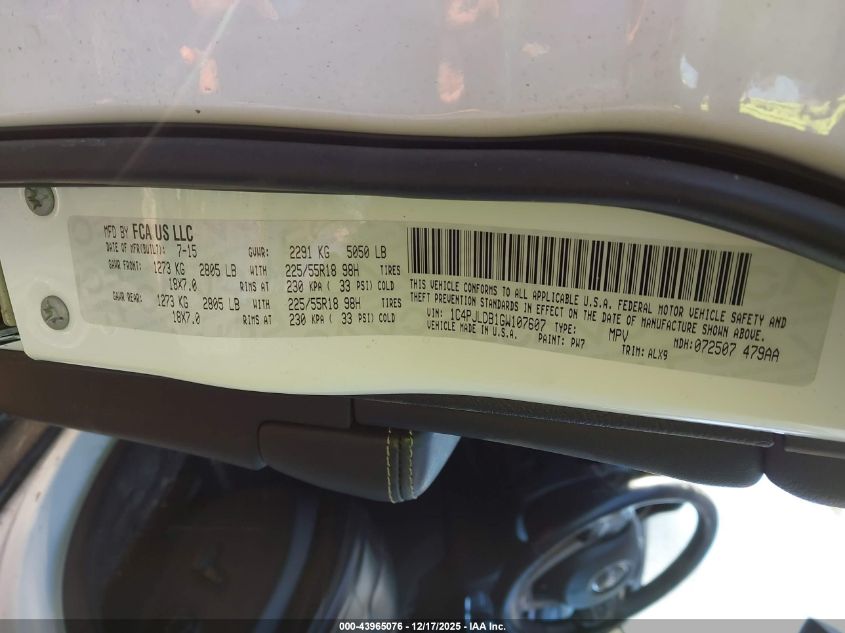 MFD BY FCA US LLC
DATE OF MFR(BUILT): 7-15 GVWR: 2291 KG 5050 LB
GAWR FRONT: 1273 KG 2805 LB WITH 225/55R18 98H TIRES
18X7.0 RIMS AT 230 KPA ( 33 PSI) COLD
GAWR REAR: 1273 KG 2805 LB WITH 225/55R18 98H TIRES
18X7.0 RIMS AT 230 KPA ( 33 PSI) COLD
THIS VEHICLE CONFORMS TO ALL APPLICABLE U.S.A. FEDERAL MOTOR VEHICLE SAFETY AND
THEFT PREVENTION STANDARDS IN EFFECT ON THE DATE OF MANUFACTURE SHOWN ABOVE.
VIN: 1C4PJLDB1GW107607 TYPE: MPV MDH: 072507 479AA
VEHICLE MADE IN U.S.A. PAINT: PW7 TRIM: ALX9
000-43965076 • 12/17/2025 - IAA, Inc.